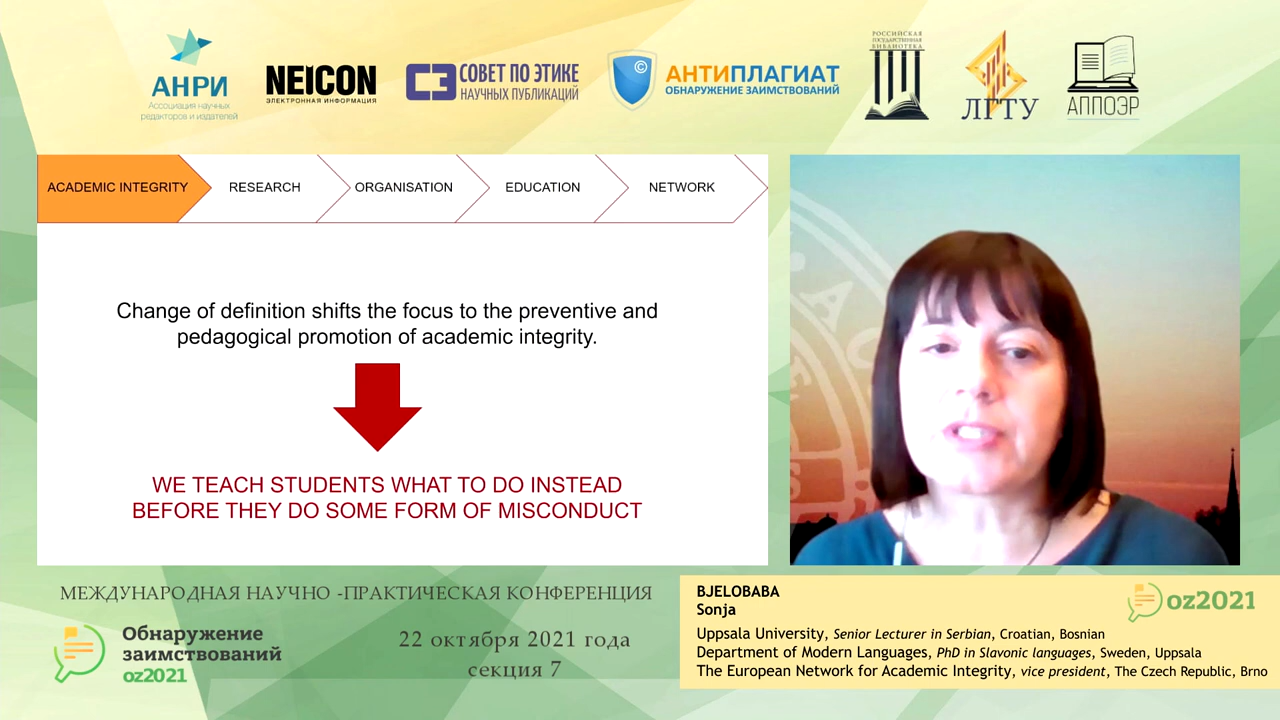 АНРИ
Ассоциация научных
редакторов и издателей
NEICON
ЭЛЕКТРОННАЯ ИНФОРМАЦИЯ
СЭ
СОВЕТ ПО ЭТИКЕ
НАУЧНЫХ ПУБЛИКАЦИЙ
©
АНТИПЛАГИАТ
ОБНАРУЖЕНИЕ ЗАИМСТВОВАНИЙ
РОССИЙСКАЯ
ГОСУДАРСТВЕННАЯ
БИБЛИОТЕКА
ЛГТУ
АППОЭР
ACADEMIC INTEGRITY
RESEARCH
ORGANISATION
EDUCATION
NETWORK
Change of definition shifts the focus to the preventive and
pedagogical promotion of academic integrity.
WE TEACH STUDENTS WHAT TO DO INSTEAD
BEFORE THEY DO SOME FORM OF MISCONDUCT
МЕЖДУНАРОДНАЯ НАУЧНО -ПРАКТИЧЕСКАЯ КОНФЕРЕНЦИЯ
Обнаружение
заимствований
oz2021
22 октября 2021 года
секция 7
BJELOBABA
Sonja
oz2021
Uppsala University, Senior Lecturer in Serbian, Croatian, Bosnian
Department of Modern Languages, PhD in Slavonic languages, Sweden, Uppsala
The European Network for Academic Integrity, vice president, The Czech Republic, Brno